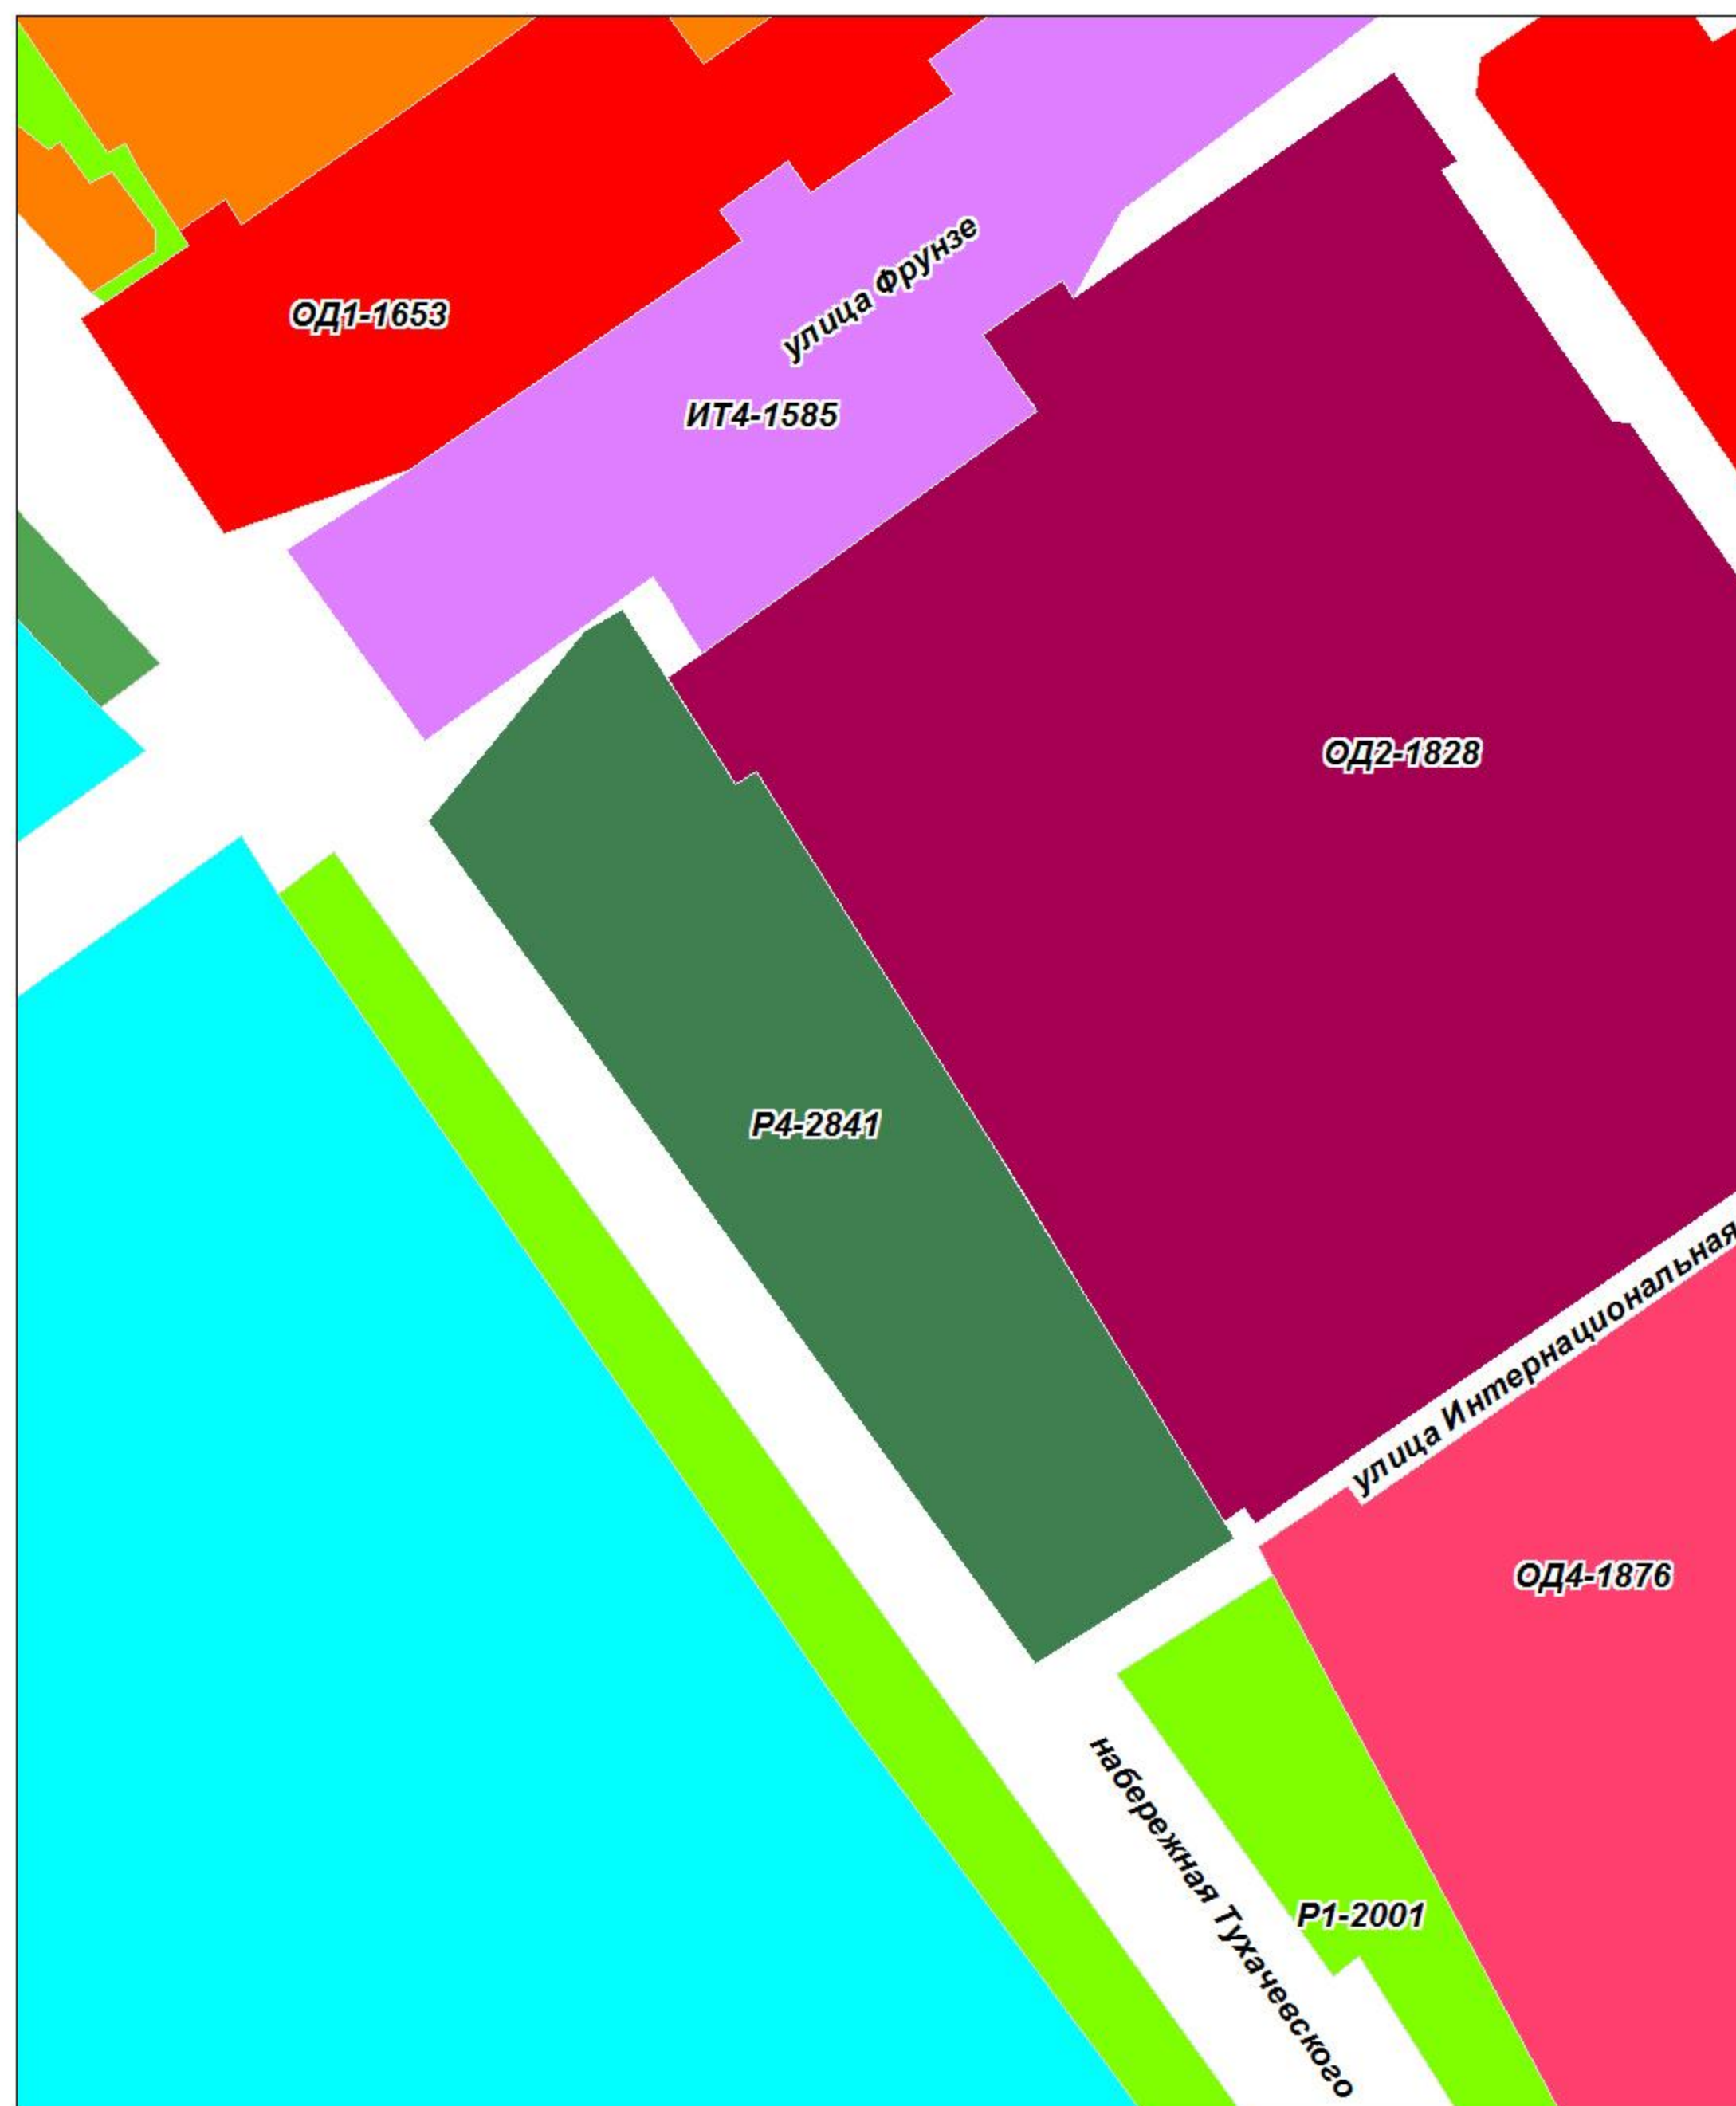 улица Фрунзе
ОД1-1653
ИТ4-1585
ОД2-1828
Р4-2841
улица Интернациональная
ОД4-1876
набережная Тухачевского
Р1-2001